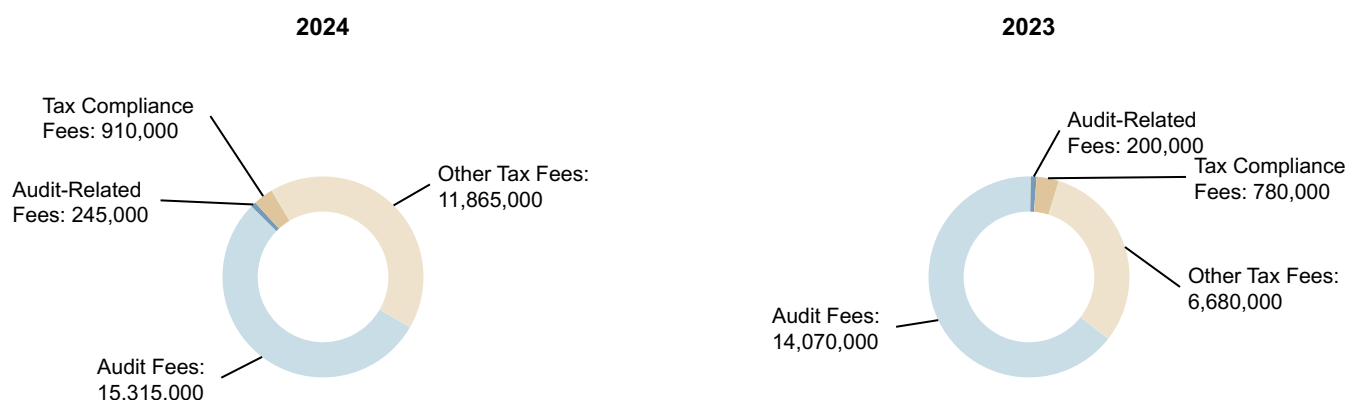 2024
Tax Compliance
Fees: 910,000
Audit-Related
Fees: 245,000
Other Tax Fees:
11,865,000
Audit Fees:
15,315,000
2023
Audit-Related
Fees: 200,000
Tax Compliance
Fees: 780,000
Other Tax Fees:
6,680,000
Audit Fees:
14,070,000